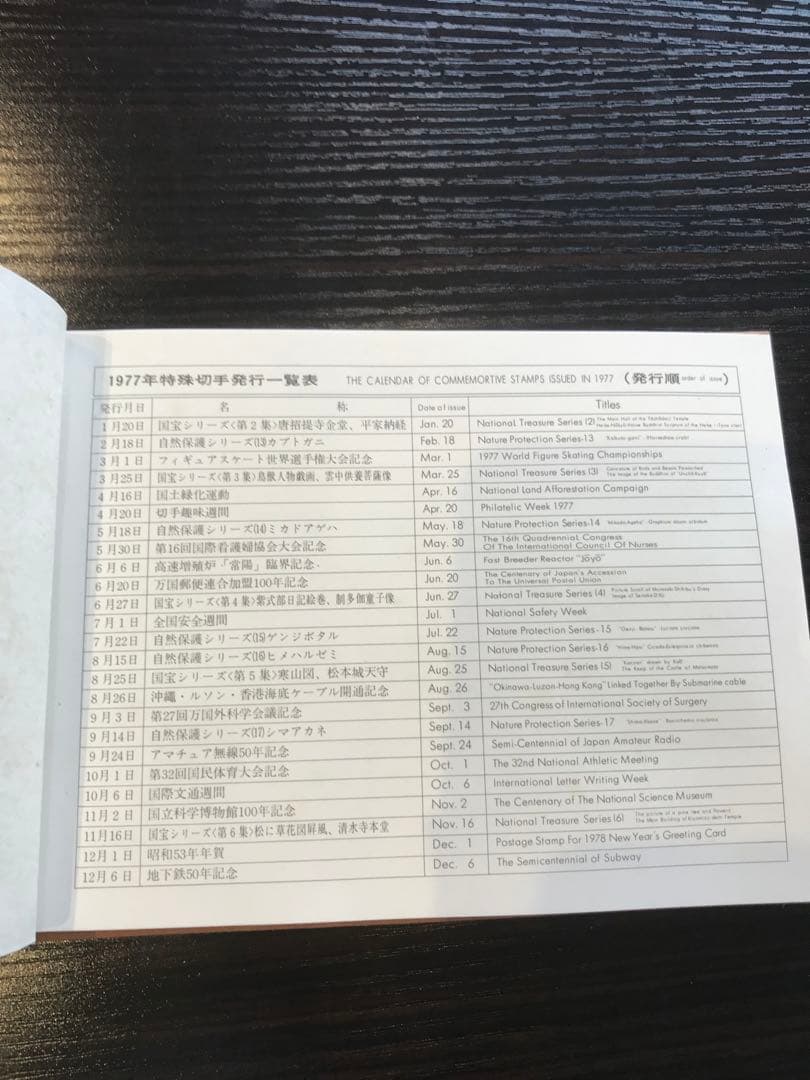 1977年特殊切手発行一覧表 THE CALENDAR OF COMMEMORTIVE STAMPS ISSUED IN 1977 (発行順 order of issue)
発行月日 名 称 Date of issue Titles
1月20日 国宝シリーズ〈第2集〉唐招提寺金堂、平家納経 Jan. 20 National Treasure Series (2)
2月18日 自然保護シリーズ(13)カブトガニ Feb. 18 Nature Protection Series-13 "Kabuto-gani" (Horseshoe crab)
3月1日 フィギュアスケート世界選手権大会記念 Mar. 1 1977 World Figure Skating Championships
3月25日 国宝シリーズ〈第3集〉鳥獣人物戯画、雲中供養菩薩像 Mar. 25 National Treasure Series (3)
4月16日 国土緑化運動 Apr. 16 National Land Afforestation Campaign
4月20日 切手趣味週間 Apr. 20 Philatelic Week 1977
5月18日 自然保護シリーズ(14)ミカドアゲハ May. 18 Nature Protection Series-14
5月30日 第16回国際看護婦協会大会記念 May. 30 The 16th Quadrennial Congress Of The International Council Of Nurses
6月6日 高速増殖炉「常陽」臨界記念 Jun. 6 Fast Breeder Reactor "Jōyō"
6月20日 万国郵便連合加盟100年記念 Jun. 20 The Centenary of Japan's Accession To The Universal Postal Union
6月27日 国宝シリーズ〈第4集〉紫式部日記絵巻、制多伽童子像 Jun. 27 National Treasure Series (4)
7月1日 全国安全週間 Jul. 1 National Safety Week
7月22日 自然保護シリーズ(15)ゲンジボタル Jul. 22 Nature Protection Series-15
8月15日 自然保護シリーズ(16)ヒメハルゼミ Aug. 15 Nature Protection Series-16
8月25日 国宝シリーズ〈第5集〉寒山図、松本城天守 Aug. 25 National Treasure Series (5)
8月26日 沖縄・ルソン・香港海底ケーブル開通記念 Aug. 26 "Okinawa-Luzon-Hong Kong" Linked Together By Submarine cable
9月3日 第27回万国外科学会議記念 Sept. 3 27th Congress of International Society of Surgery
9月14日 自然保護シリーズ(17)シマアカネ Sept. 14 Nature Protection Series-17
9月24日 アマチュア無線50年記念 Sept. 24 Semi-Centennial of Japan Amateur Radio
10月1日 第32回国民体育大会記念 Oct. 1 The 32nd National Athletic Meeting
10月6日 国際文通週間 Oct. 6 International Letter Writing Week
11月2日 国立科学博物館100年記念 Nov. 2 The Centenary of The National Science Museum
11月16日 国宝シリーズ〈第6集〉松に草花図屏風、清水寺本堂 Nov. 16 National Treasure Series (6)
12月1日 昭和53年年賀 Dec. 1 Postage Stamp For 1978 New Year's Greeting Card
12月6日 地下鉄50年記念 Dec. 6 The Semicentennial of Subway